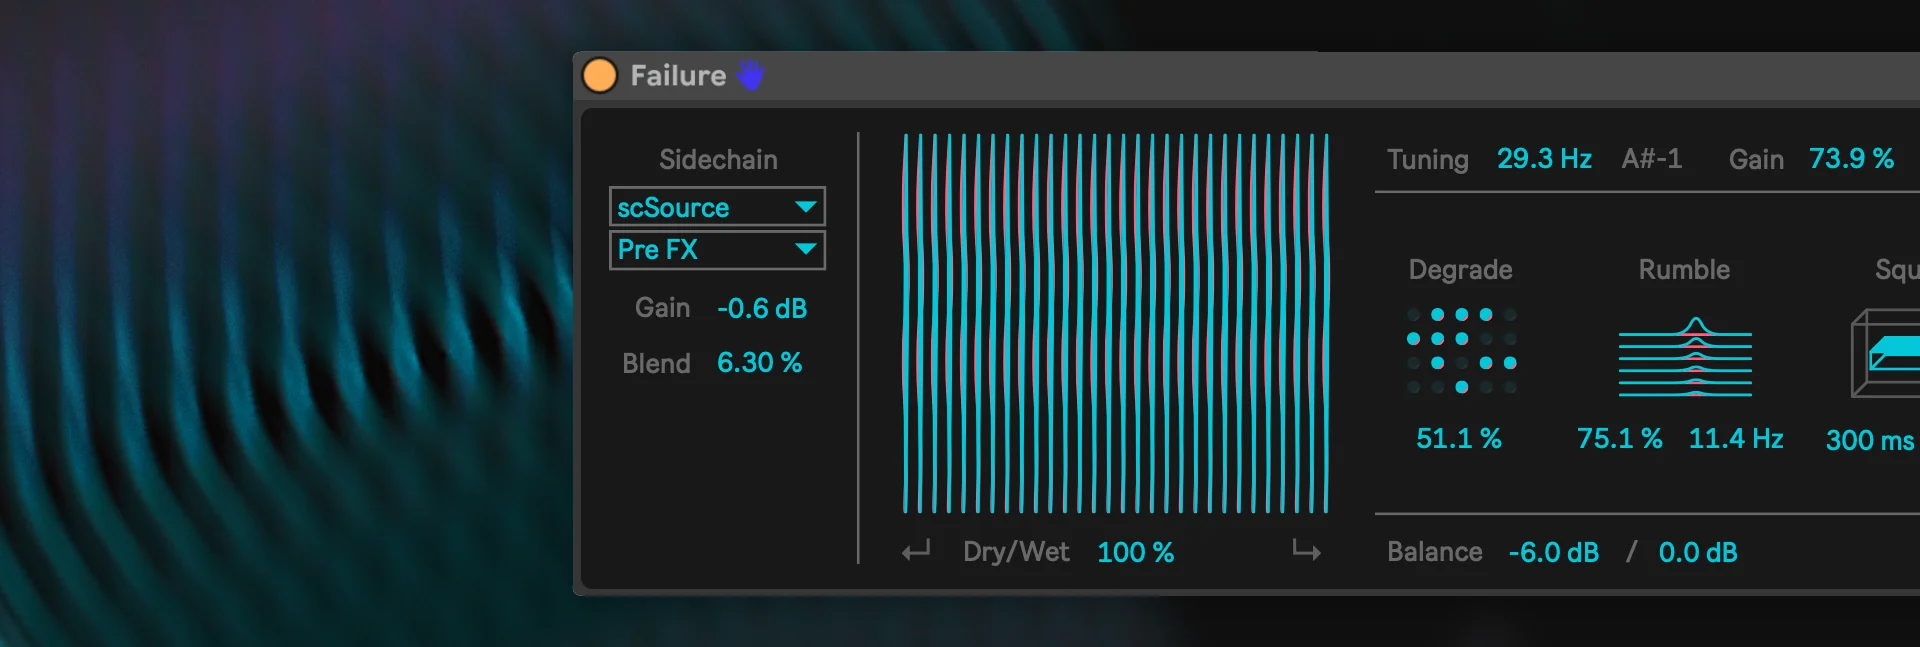 Failure
Sidechain
scSource
Pre FX
Gain -0.6 dB
Blend 6.30 %
Dry/Wet 100 %
Tuning 29.3 Hz A#-1 Gain 73.9 %
Degrade Rumble Squ
51.1 % 75.1 % 11.4 Hz 300 ms
Balance -6.0 dB / 0.0 dB